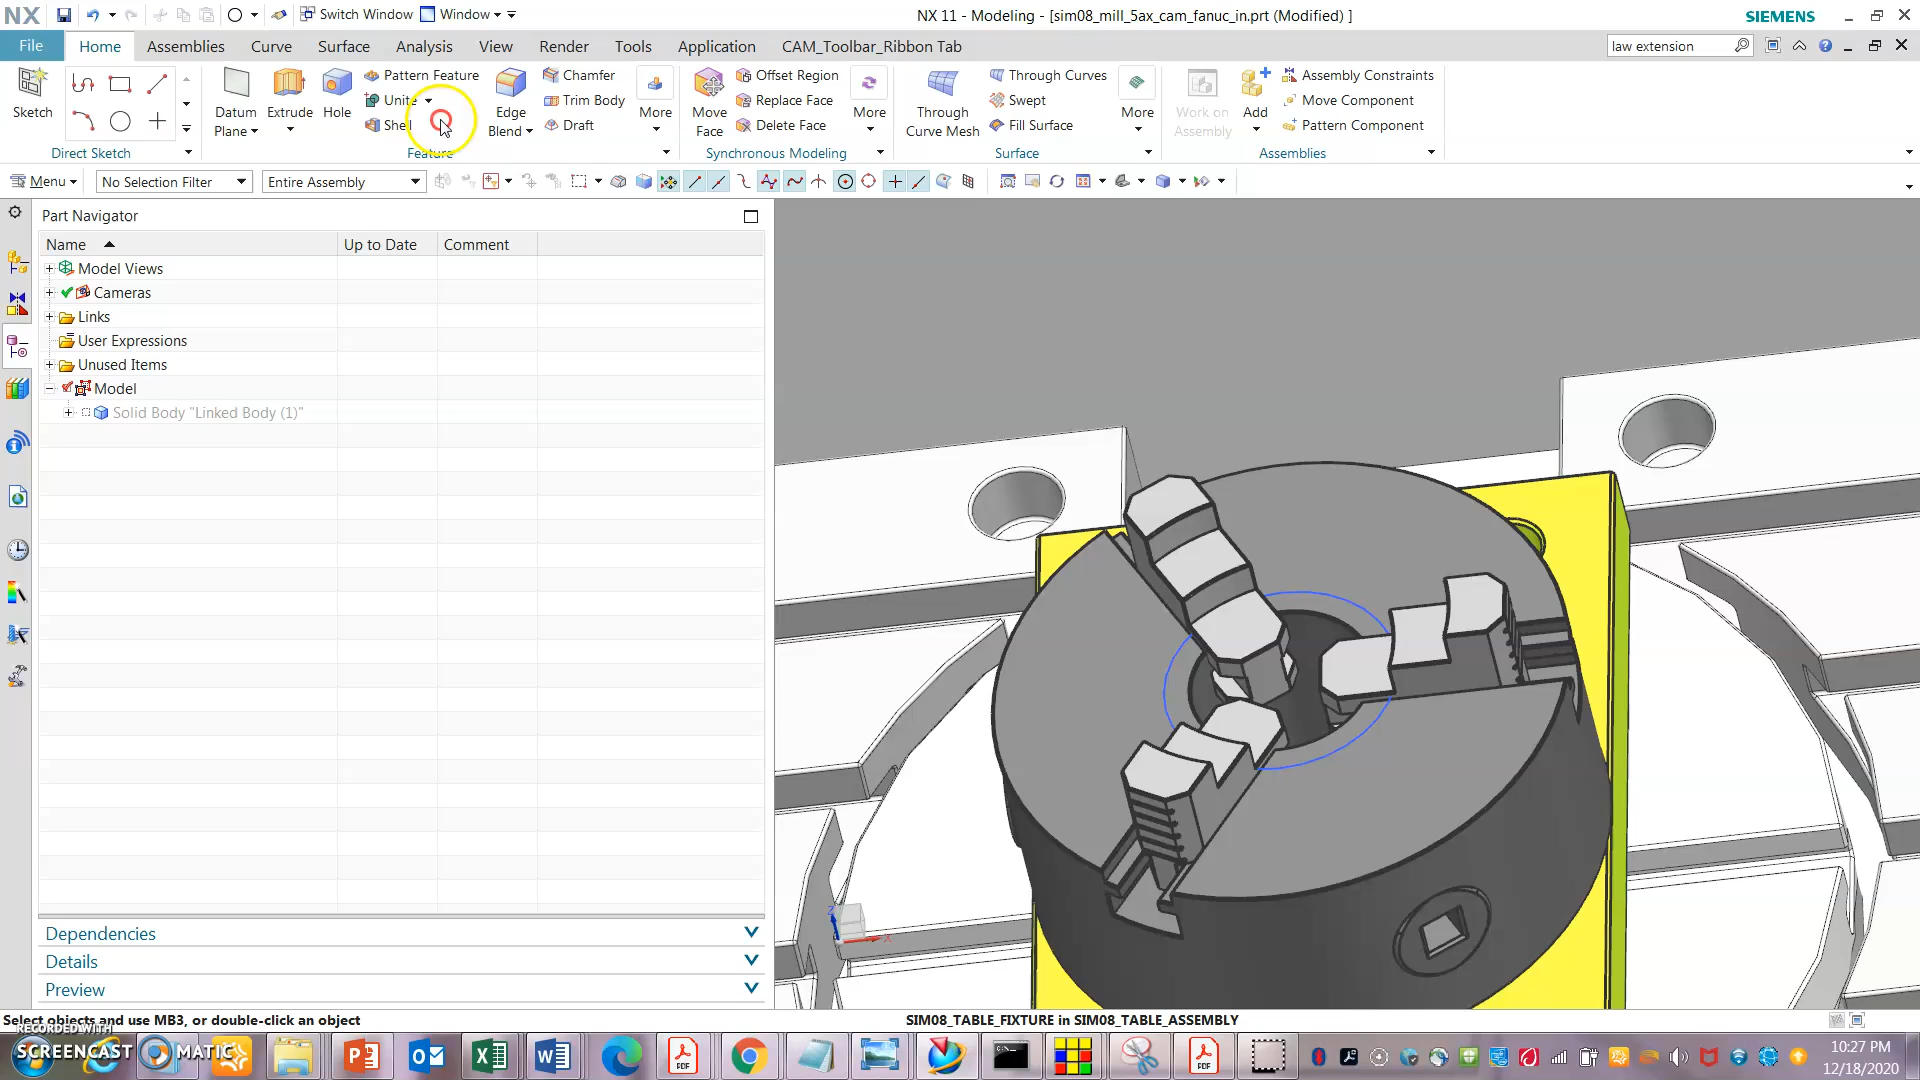 NX
Switch Window
Window
NX 11 - Modeling - [sim08_mill_5ax_cam_fanuc_in.prt (Modified) ]
SIEMENS
File
Home
Assemblies
Curve
Surface
Analysis
View
Render
Tools
Application
CAM_Toolbar_Ribbon Tab
law extension
Sketch
Datum
Plane
Extrude
Hole
Pattern Feature
Unite
Shell
Edge
Blend
Chamfer
Trim Body
Draft
More
Move
Face
Offset Region
Replace Face
Delete Face
More
Through
Curve Mesh
Through Curves
Swept
Fill Surface
More
Work on
Assembly
Add
Assembly Constraints
Move Component
Pattern Component
Direct Sketch
Feature
Synchronous Modeling
Surface
Assemblies
Menu
No Selection Filter
Entire Assembly
Part Navigator
Name
Up to Date
Comment
Model Views
Cameras
Links
User Expressions
Unused Items
Model
Solid Body "Linked Body (1)"
Z
X
Dependencies
Details
Preview
Select objects and use MB3, or double-click an object
SIM08_TABLE_FIXTURE in SIM08_TABLE_ASSEMBLY
RECORDED WITH
SCREENCAST MATIC
PDF
PDF
10:27 PM
12/18/2020